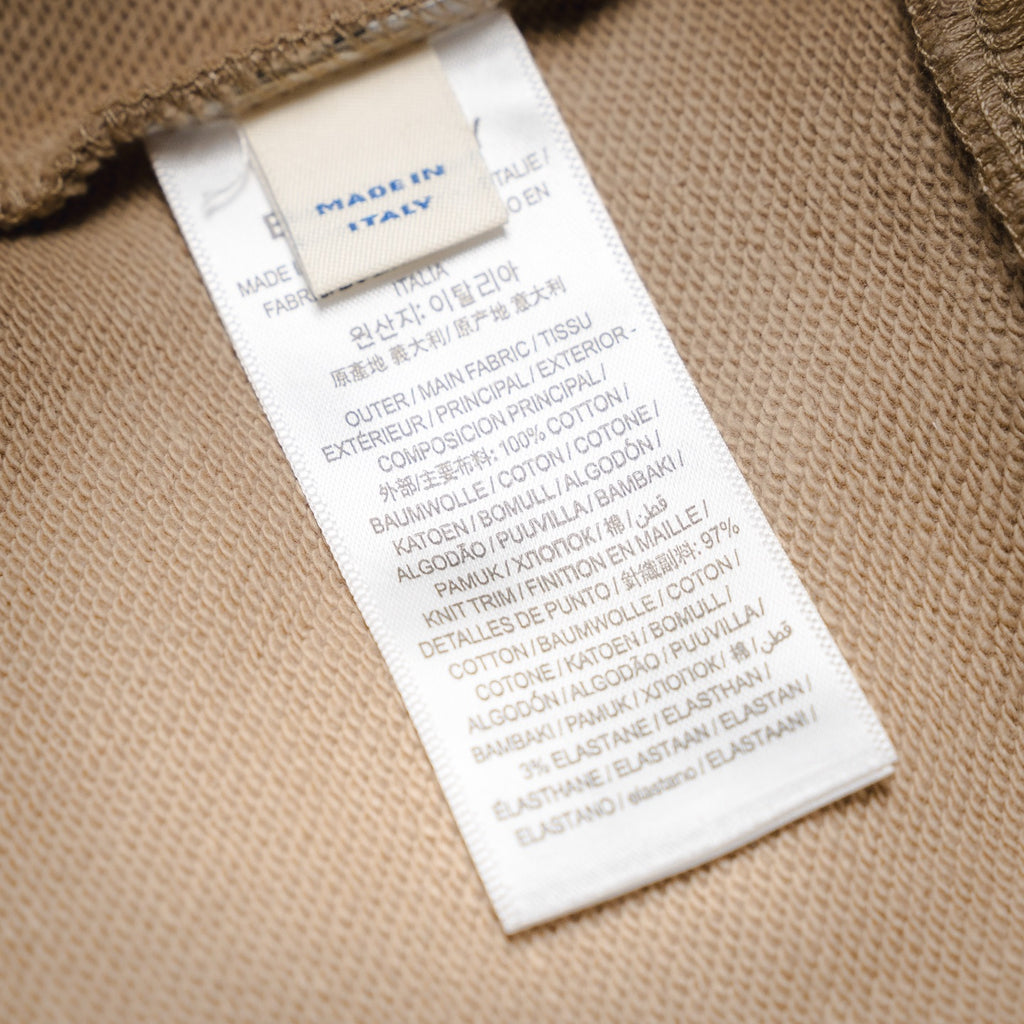 MADE IN
ITALY
MADE
ITALIE /
FABRI
O EN
ITALIA
원산지: 이탈리아
原產地 義大利/ 原产地 意大利
OUTER / MAIN FABRIC / TISSU
EXTÉRIEUR / PRINCIPAL / EXTERIOR -
COMPOSICION PRINCIPAL /
外部/主要布料: 100% COTTON /
BAUMWOLLE / COTON / COTONE /
KATOEN / BOMULL / ALGODÓN /
ALGODÃO / PUUVILLA / BAMBAKI /
PAMUK / ХЛОПОК / 棉 / قطن
KNIT TRIM / FINITION EN MAILLE /
DETALLES DE PUNTO / 針織副料: 97%
COTTON / BAUMWOLLE / COTON /
COTONE / KATOEN / BOMULL /
ALGODÓN / ALGODÃO / PUUVILLA /
BAMBAKI / PAMUK / ХЛОПОК / 棉 / قطن
3% ELASTANE / ELASTHAN /
ÉLASTHANE / ELASTAAN / ELASTAN /
ELASTANO / elastano / ELASTAANI /